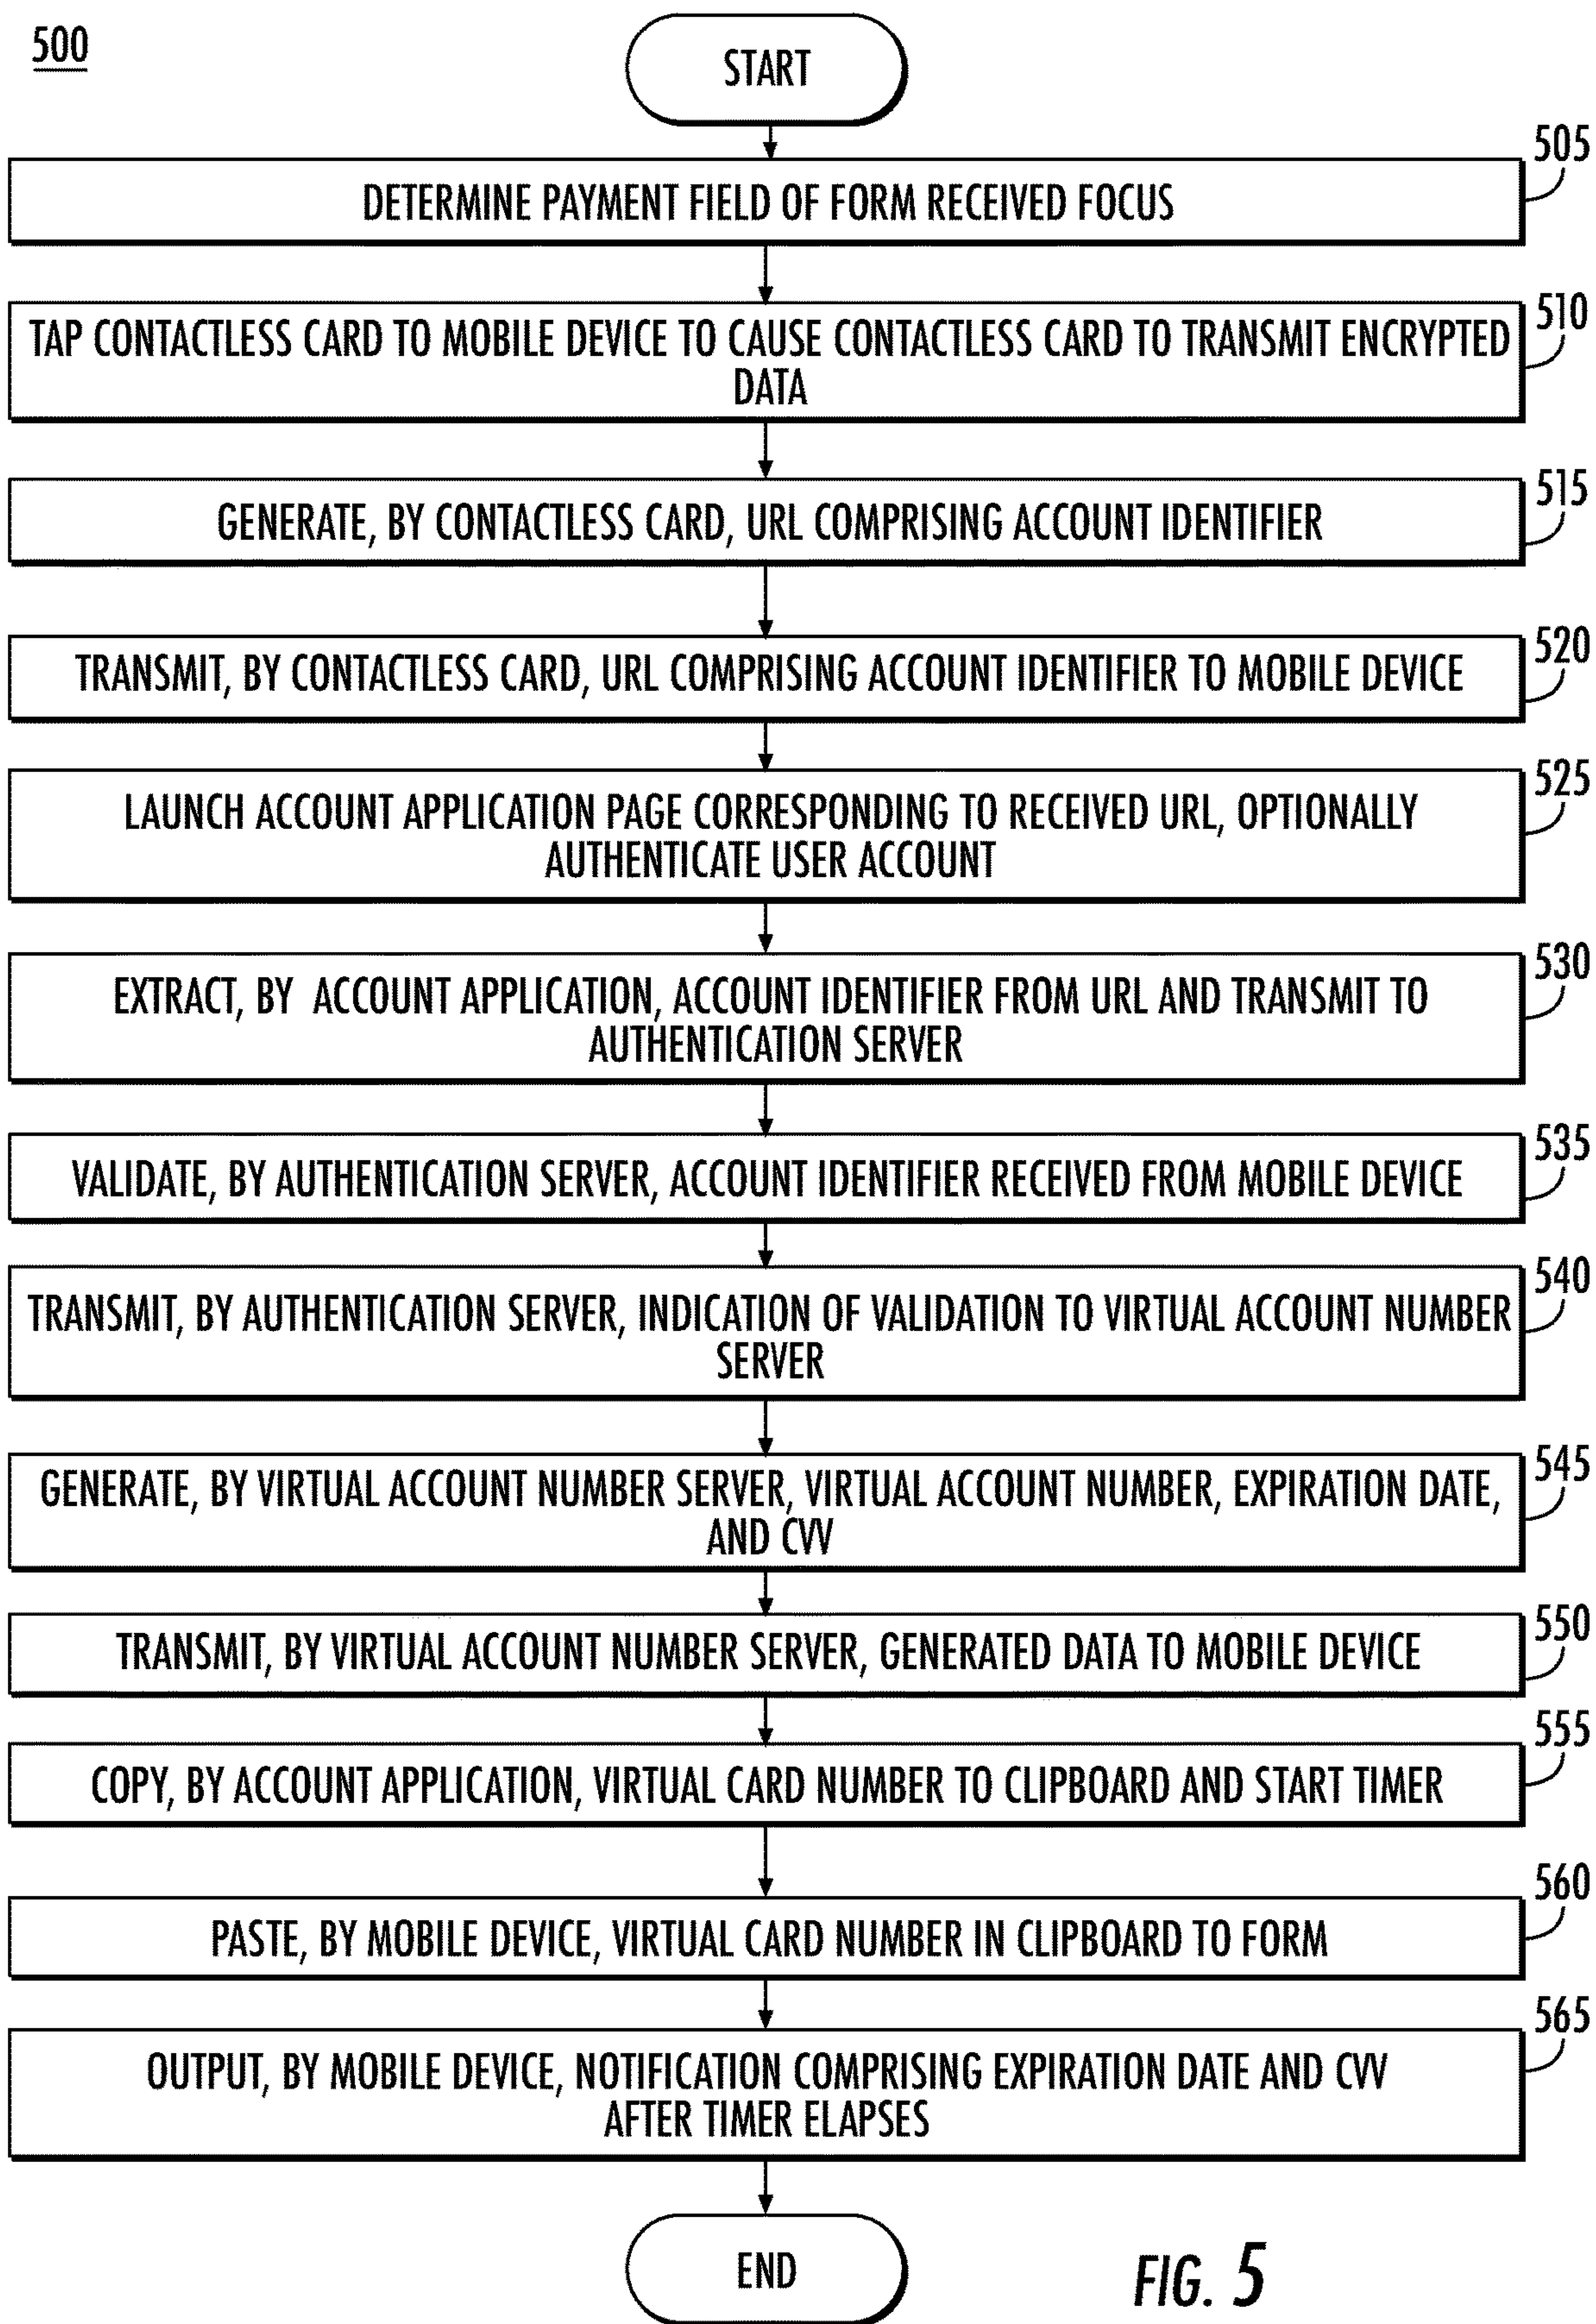 500
START
505
DETERMINE PAYMENT FIELD OF FORM RECEIVED FOCUS
510
TAP CONTACTLESS CARD TO MOBILE DEVICE TO CAUSE CONTACTLESS CARD TO TRANSMIT ENCRYPTED
DATA
515
GENERATE, BY CONTACTLESS CARD, URL COMPRISING ACCOUNT IDENTIFIER
520
TRANSMIT, BY CONTACTLESS CARD, URL COMPRISING ACCOUNT IDENTIFIER TO MOBILE DEVICE
525
LAUNCH ACCOUNT APPLICATION PAGE CORRESPONDING TO RECEIVED URL, OPTIONALLY
AUTHENTICATE USER ACCOUNT
530
EXTRACT, BY ACCOUNT APPLICATION, ACCOUNT IDENTIFIER FROM URL AND TRANSMIT TO
AUTHENTICATION SERVER
535
VALIDATE, BY AUTHENTICATION SERVER, ACCOUNT IDENTIFIER RECEIVED FROM MOBILE DEVICE
540
TRANSMIT, BY AUTHENTICATION SERVER, INDICATION OF VALIDATION TO VIRTUAL ACCOUNT NUMBER
SERVER
545
GENERATE, BY VIRTUAL ACCOUNT NUMBER SERVER, VIRTUAL ACCOUNT NUMBER, EXPIRATION DATE,
AND CVV
550
TRANSMIT, BY VIRTUAL ACCOUNT NUMBER SERVER, GENERATED DATA TO MOBILE DEVICE
555
COPY, BY ACCOUNT APPLICATION, VIRTUAL CARD NUMBER TO CLIPBOARD AND START TIMER
560
PASTE, BY MOBILE DEVICE, VIRTUAL CARD NUMBER IN CLIPBOARD TO FORM
565
OUTPUT, BY MOBILE DEVICE, NOTIFICATION COMPRISING EXPIRATION DATE AND CVV
AFTER TIMER ELAPSES
END
FIG. 5